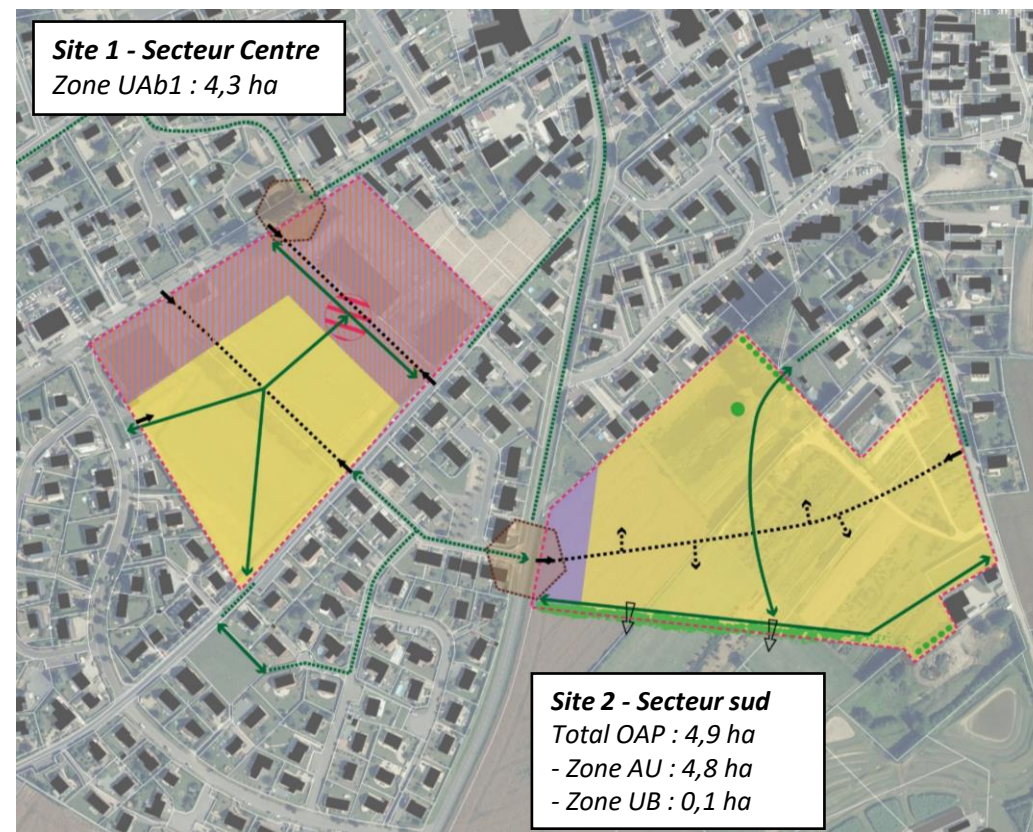 Site 1 - Secteur Centre
Zone UAb1 : 4,3 ha
Site 2 - Secteur sud
Total OAP : 4,9 ha
- Zone AU : 4,8 ha
- Zone UB : 0,1 ha